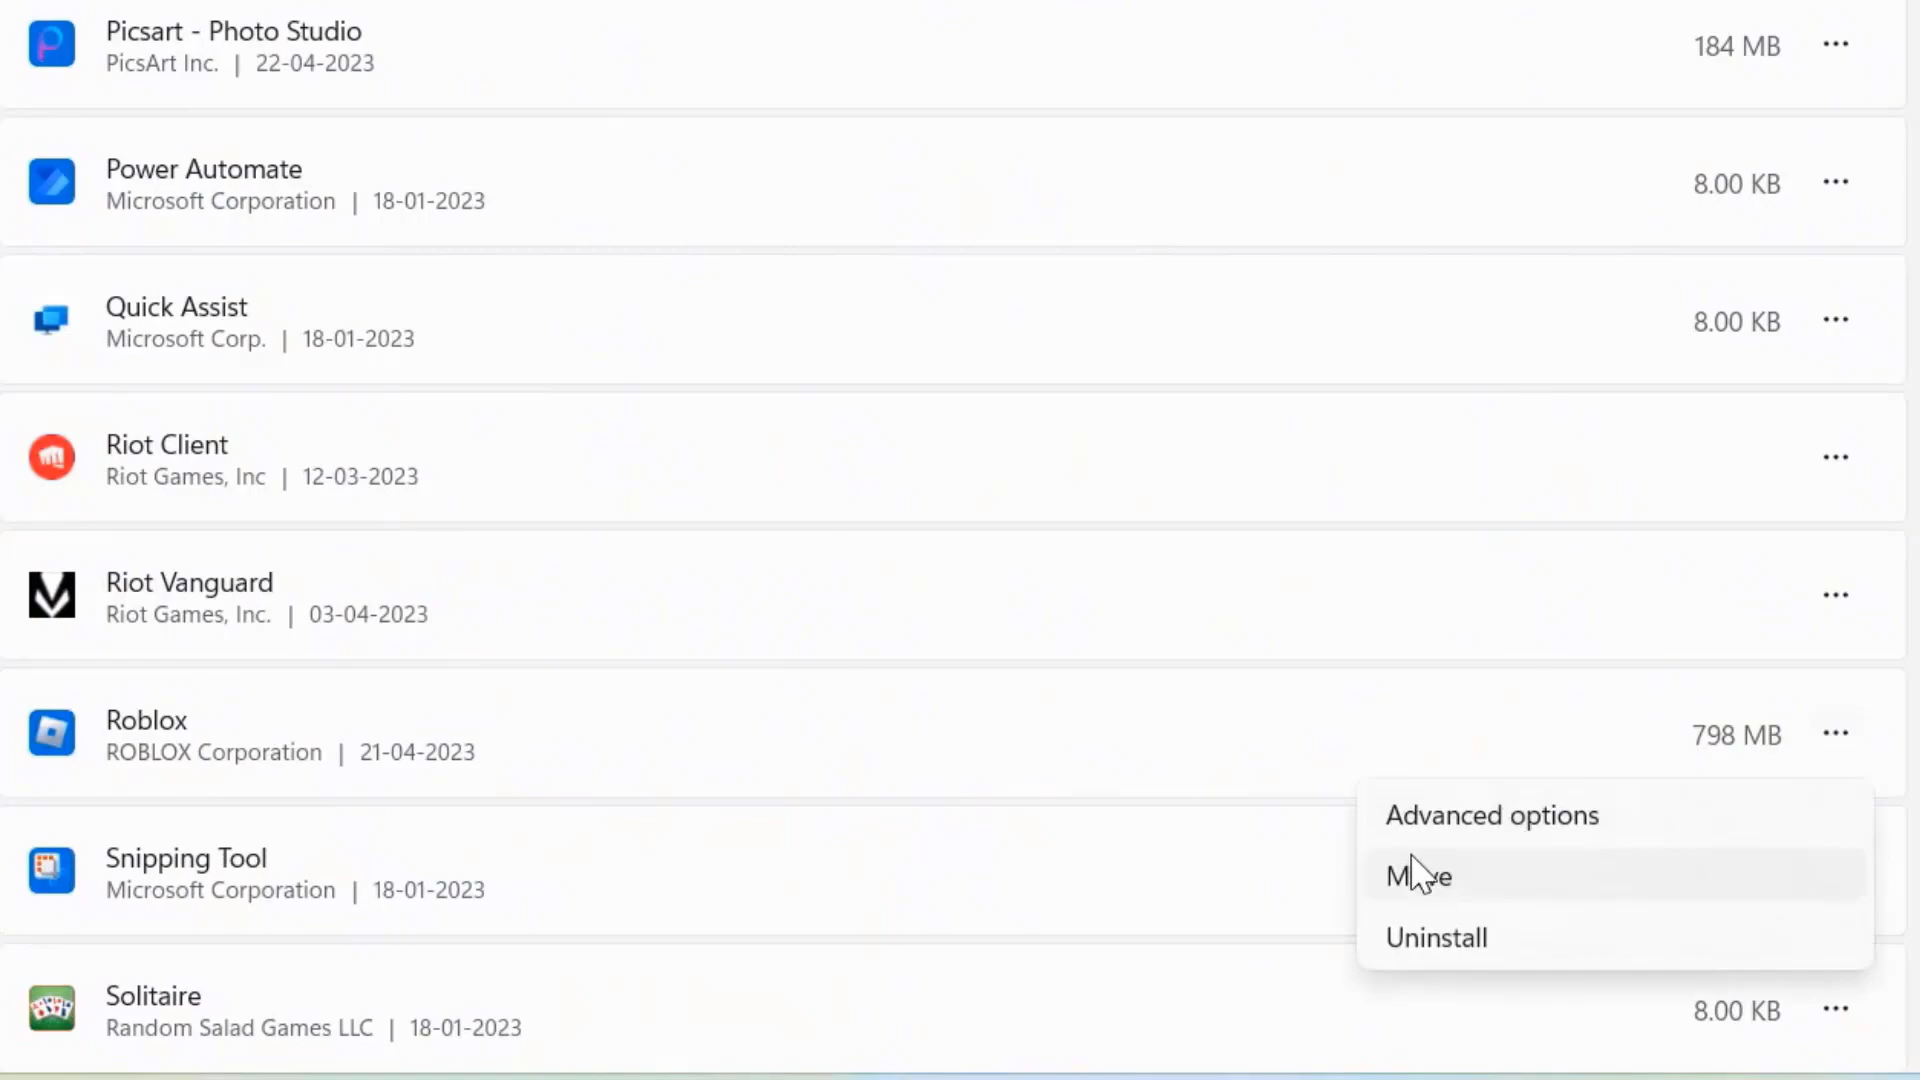 Picsart - Photo Studio
PicsArt Inc. | 22-04-2023
184 MB
Power Automate
Microsoft Corporation | 18-01-2023
8.00 KB
Quick Assist
Microsoft Corp. | 18-01-2023
8.00 KB
Riot Client
Riot Games, Inc | 12-03-2023
Riot Vanguard
Riot Games, Inc. | 03-04-2023
Roblox
ROBLOX Corporation | 21-04-2023
798 MB
Advanced options
Move
Uninstall
Snipping Tool
Microsoft Corporation | 18-01-2023
Solitaire
Random Salad Games LLC | 18-01-2023
8.00 KB